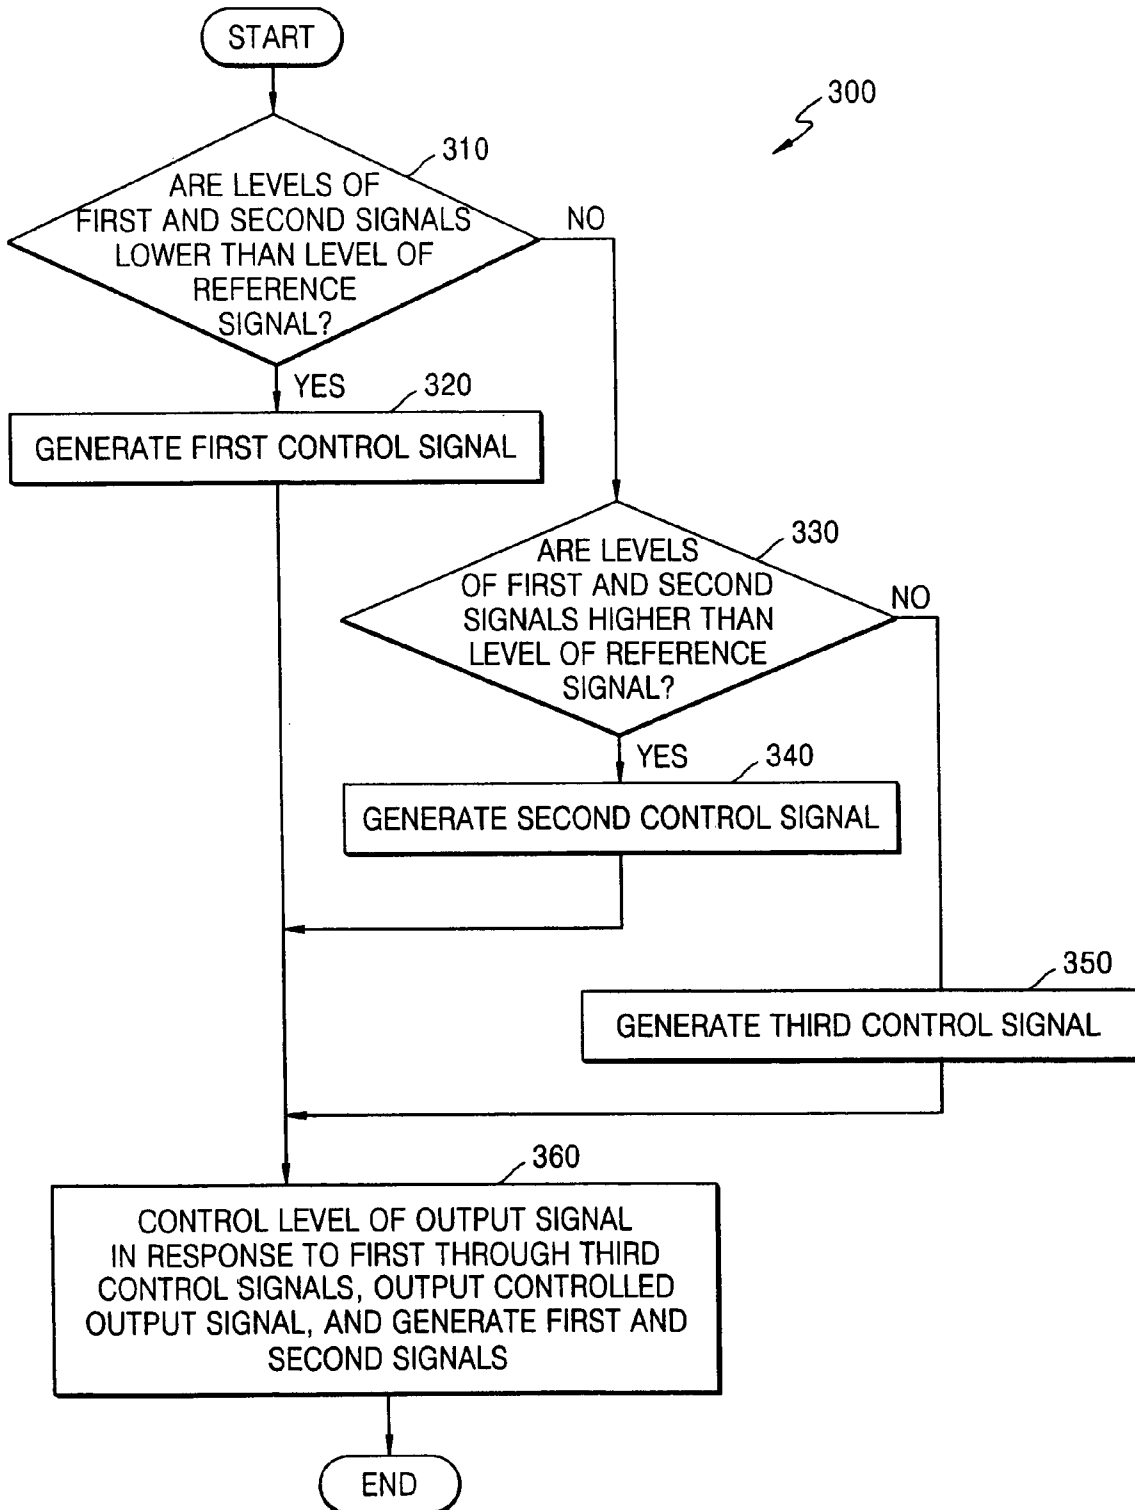 START
300
310
ARE LEVELS OF
FIRST AND SECOND SIGNALS
LOWER THAN LEVEL OF
REFERENCE
SIGNAL?
NO
YES
320
GENERATE FIRST CONTROL SIGNAL
330
ARE LEVELS
OF FIRST AND SECOND
SIGNALS HIGHER THAN
LEVEL OF REFERENCE
SIGNAL?
NO
YES
340
GENERATE SECOND CONTROL SIGNAL
350
GENERATE THIRD CONTROL SIGNAL
360
CONTROL LEVEL OF OUTPUT SIGNAL
IN RESPONSE TO FIRST THROUGH THIRD
CONTROL SIGNALS, OUTPUT CONTROLLED
OUTPUT SIGNAL, AND GENERATE FIRST AND
SECOND SIGNALS
END